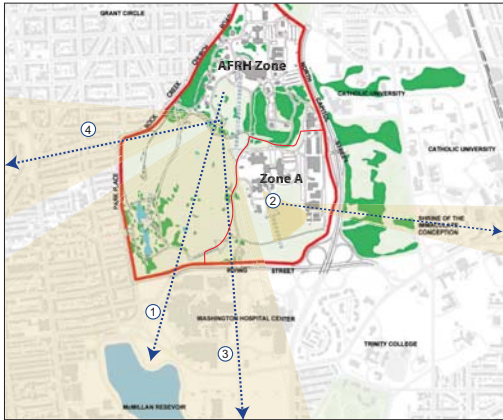 GRANT CIRCLE
ROCK
CREEK
CHURCH
ROAD
AFRH Zone
NORTH
CAPITOL
STREET
CATHOLIC UNIVERSITY
4
CATHOLIC UNIVERSITY
PARK PLACE
Zone A
2
SHRINE OF THE
IMMACULATE
CONCEPTION
IRVING STREET
1
WASHINGTON HOSPITAL CENTER
3
TRINITY COLLEGE
McMILLAN RESEVOIR